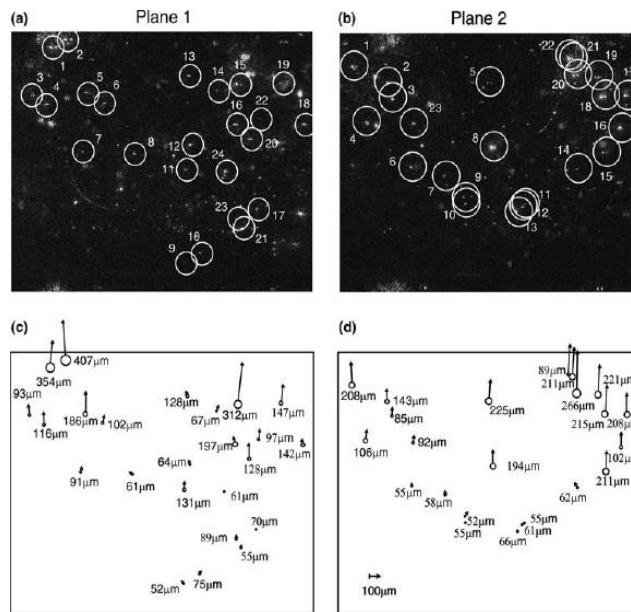 Plane 1
Plane 2
(a)
(b)
1
2
3
4
5
6
7
8
9
10
11
12
13
14
15
16
17
18
19
20
21
22
23
24
1
2
3
4
5
6
7
8
9
10
11
12
13
14
15
16
17
18
19
20
21
22
23
(c)
(d)
407μm
354μm
93μm
116μm
186μm
102μm
128μm
67μm
312μm
147μm
197μm
97μm
142μm
128μm
64μm
91μm
61μm
131μm
61μm
70μm
89μm
55μm
52μm
75μm
89μm
211μm
221μm
208μm
143μm
85μm
225μm
266μm
215μm
208μm
106μm
92μm
102μm
194μm
211μm
55μm
58μm
62μm
52μm
55μm
55μm
61μm
66μm
100μm